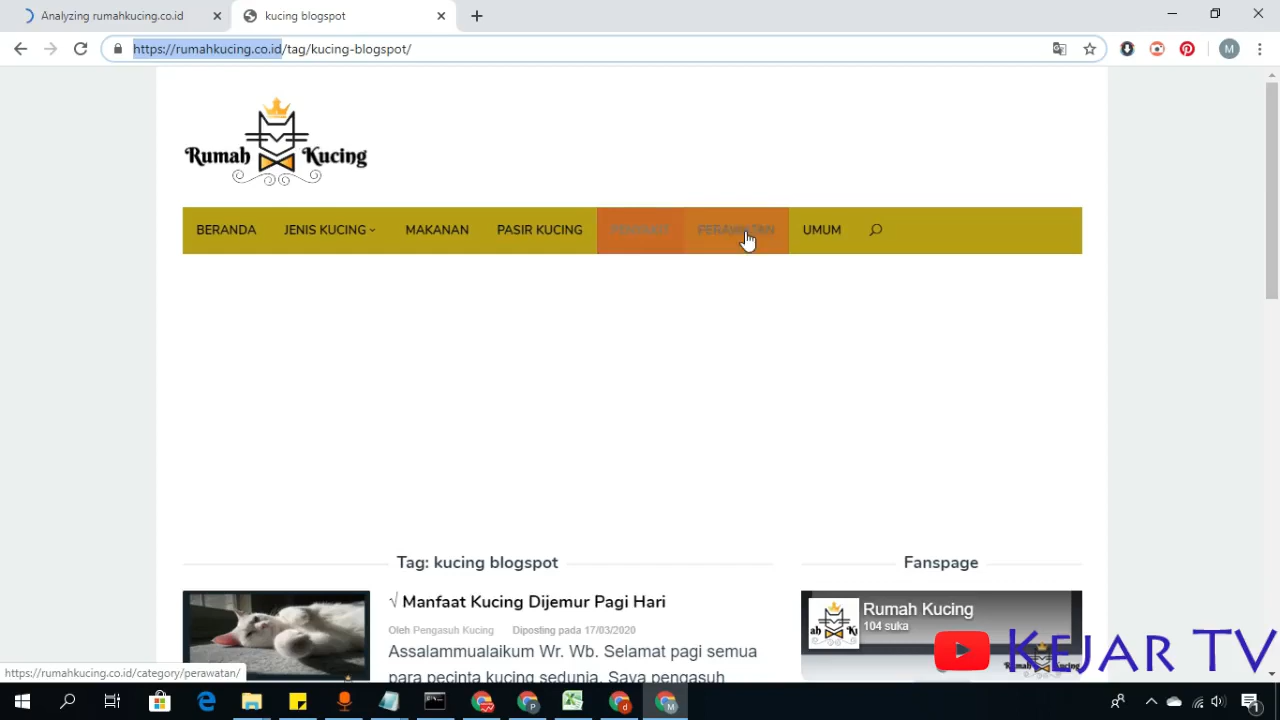 Analyzing rumahkucing.co.id
kucing blogspot
https://rumahkucing.co.id/tag/kucing-blogspot/
M
Rumah Kucing
BERANDA JENIS KUCING MAKANAN PASIR KUCING PERAWATAN UMUM
Tag: kucing blogspot
Fanspage
√ Manfaat Kucing Dijemur Pagi Hari
Oleh Pengasuh Kucing Diposting pada 17/03/2020
Assalammualaikum Wr. Wb. Selamat pagi semua
para pecinta kucing sedunia. Saya pengasuh
Rumah Kucing
104 suka
KEJAR TV
https://rumahkucing.co.id/category/perawatan/